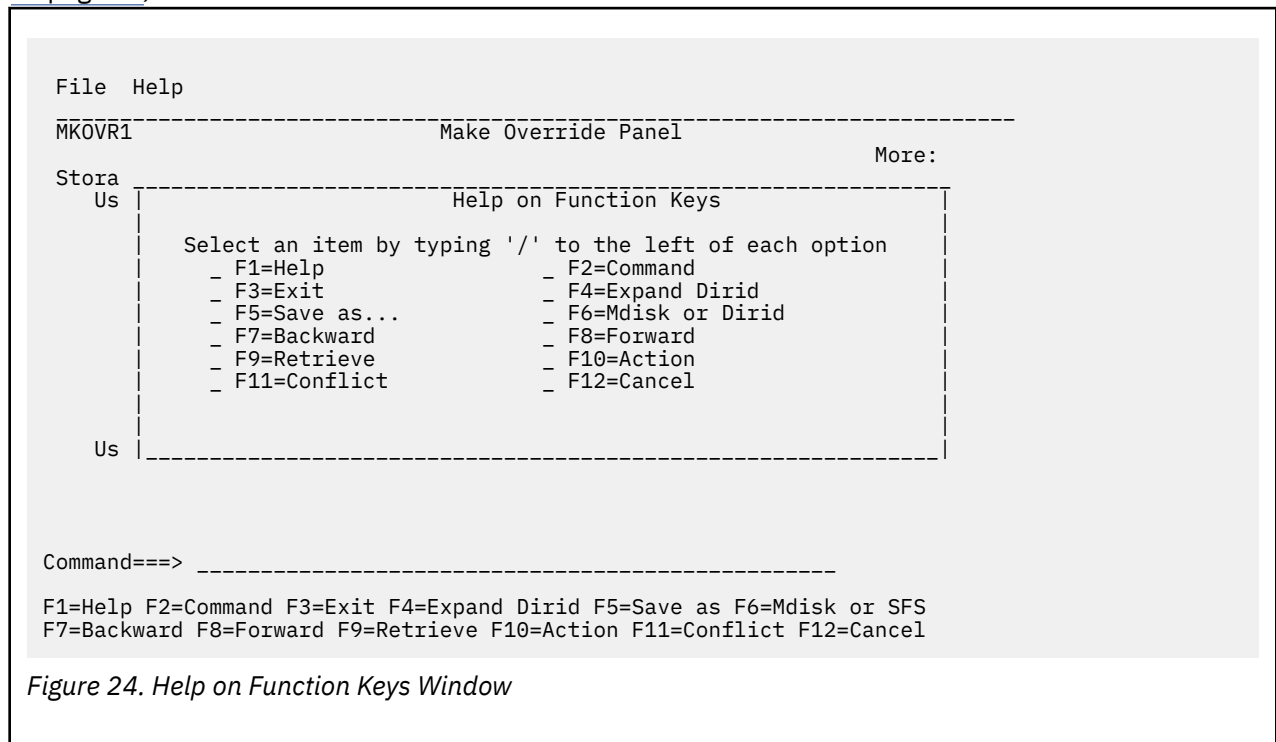 File  Help
MKOVR1                        Make Override Panel
More:
Stora
Us |                        Help on Function Keys                 |
Select an item by typing '/' to the left of each option
_ F1=Help                 _ F2=Command
_ F3=Exit                 _ F4=Expand Dirid
_ F5=Save as...           _ F6=Mdisk or Dirid
_ F7=Backward             _ F8=Forward
_ F9=Retrieve             _ F10=Action
_ F11=Conflict            _ F12=Cancel
Us |______________________________________________________________|
Command===> __________________________________________________
F1=Help F2=Command F3=Exit F4=Expand Dirid F5=Save as F6=Mdisk or SFS
F7=Backward F8=Forward F9=Retrieve F10=Action F11=Conflict F12=Cancel
Figure 24. Help on Function Keys Window